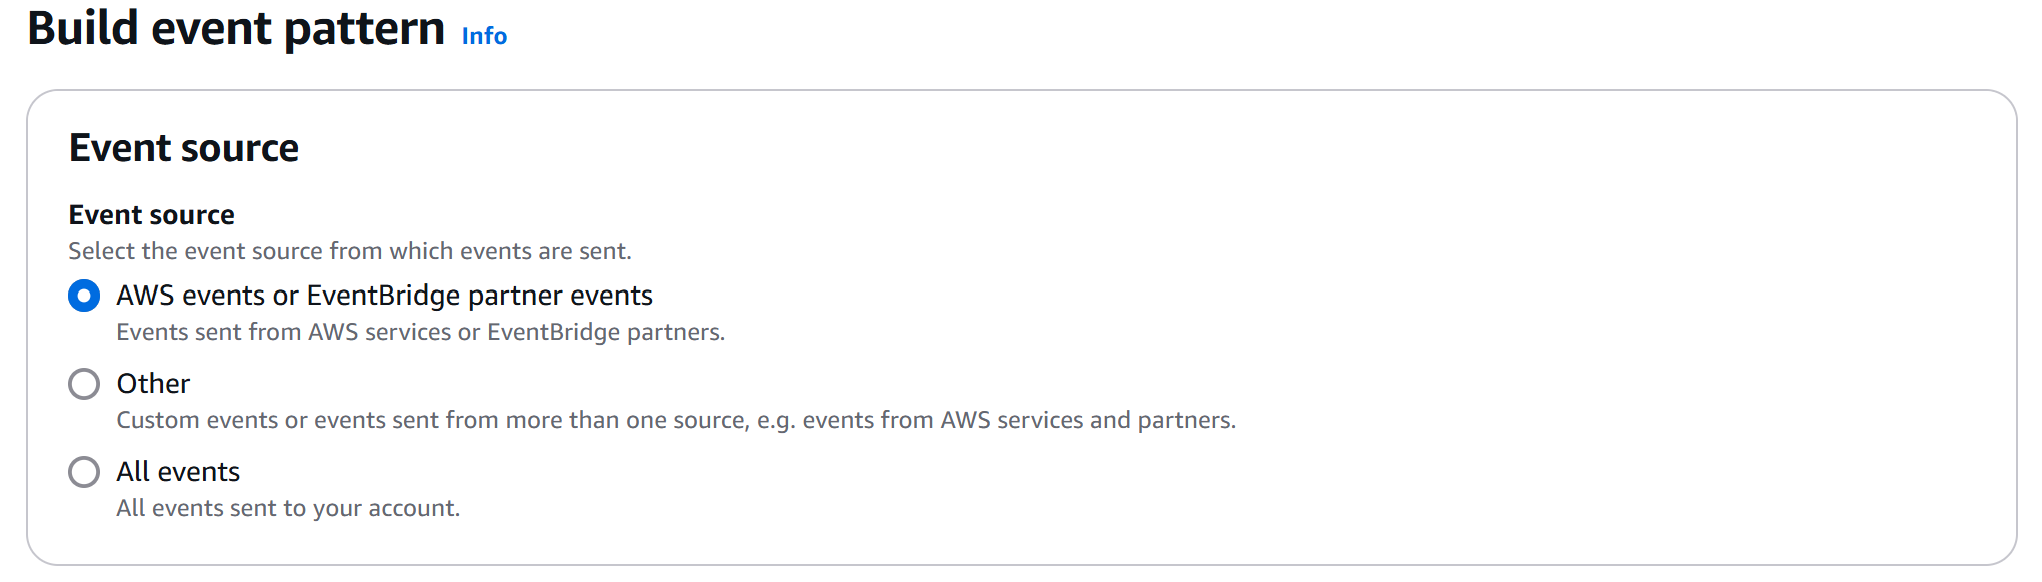 Build event pattern Info
Event source
Event source
Select the event source from which events are sent.
AWS events or EventBridge partner events
Events sent from AWS services or EventBridge partners.
Other
Custom events or events sent from more than one source, e.g. events from AWS services and partners.
All events
All events sent to your account.